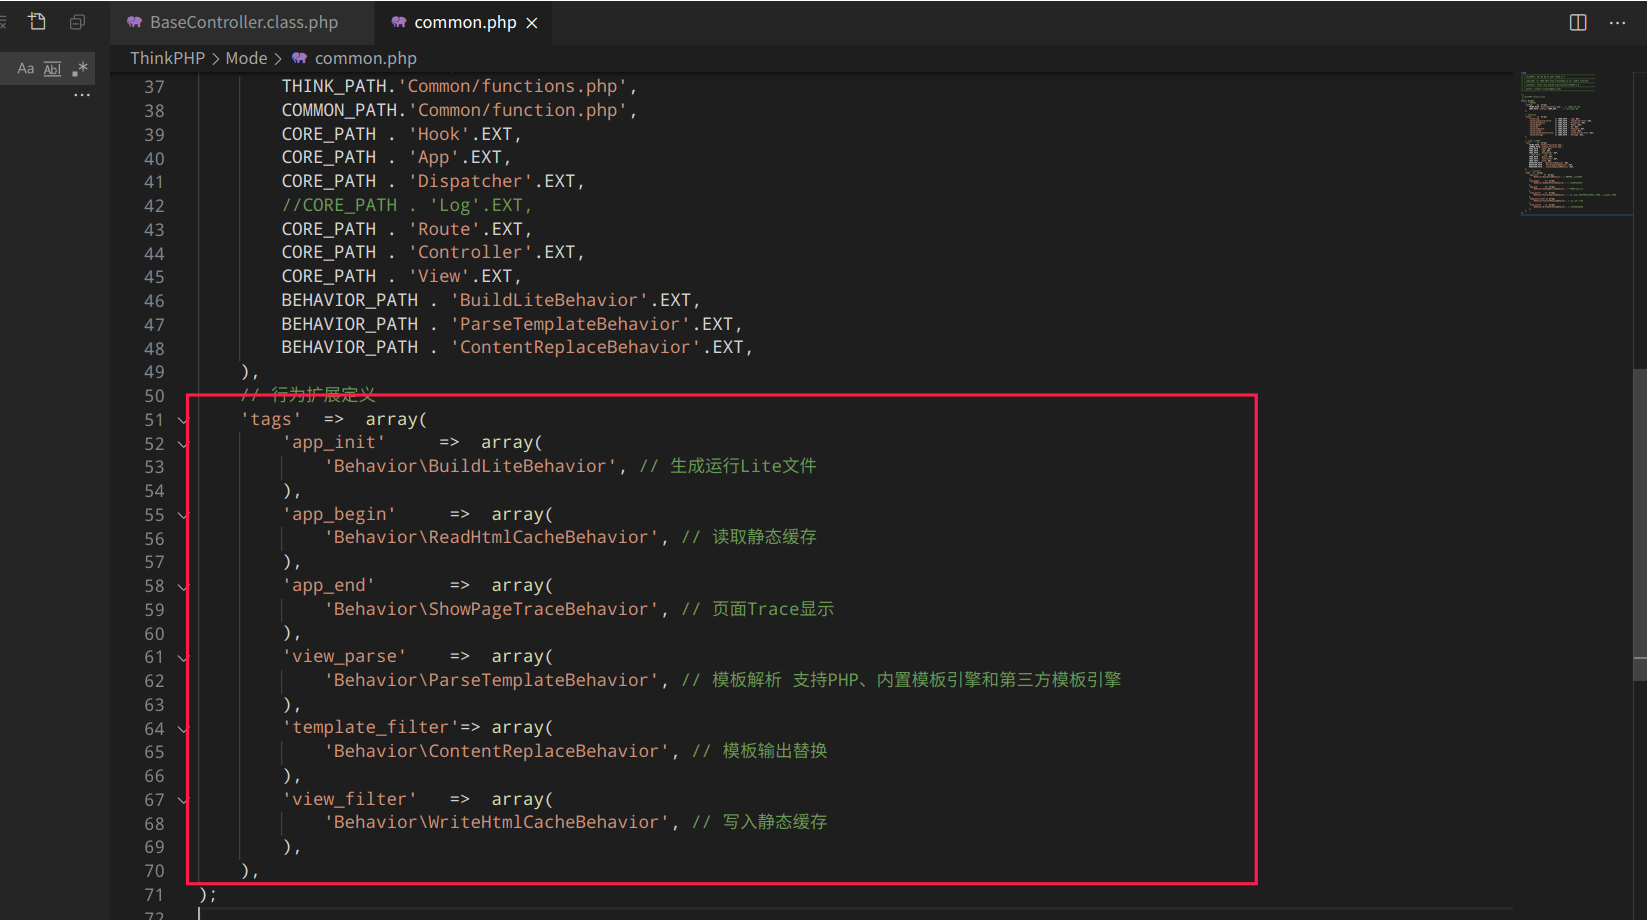 BaseController.class.php
common.php
Aa Abl .*
ThinkPHP > Mode > common.php
37 THINK_PATH.'Common/functions.php',
38 COMMON_PATH.'Common/function.php',
39 CORE_PATH . 'Hook'.EXT,
40 CORE_PATH . 'App'.EXT,
41 CORE_PATH . 'Dispatcher'.EXT,
42 //CORE_PATH . 'Log'.EXT,
43 CORE_PATH . 'Route'.EXT,
44 CORE_PATH . 'Controller'.EXT,
45 CORE_PATH . 'View'.EXT,
46 BEHAVIOR_PATH . 'BuildLiteBehavior'.EXT,
47 BEHAVIOR_PATH . 'ParseTemplateBehavior'.EXT,
48 BEHAVIOR_PATH . 'ContentReplaceBehavior'.EXT,
49 ),
50 // 行为扩展定义
51 'tags' => array(
52 'app_init' => array(
53 'Behavior\BuildLiteBehavior', // 生成运行Lite文件
54 ),
55 'app_begin' => array(
56 'Behavior\ReadHtmlCacheBehavior', // 读取静态缓存
57 ),
58 'app_end' => array(
59 'Behavior\ShowPageTraceBehavior', // 页面Trace显示
60 ),
61 'view_parse' => array(
62 'Behavior\ParseTemplateBehavior', // 模板解析 支持PHP、内置模板引擎和第三方模板引擎
63 ),
64 'template_filter'=> array(
65 'Behavior\ContentReplaceBehavior', // 模板输出替换
66 ),
67 'view_filter' => array(
68 'Behavior\WriteHtmlCacheBehavior', // 写入静态缓存
69 ),
70 ),
71 );
72